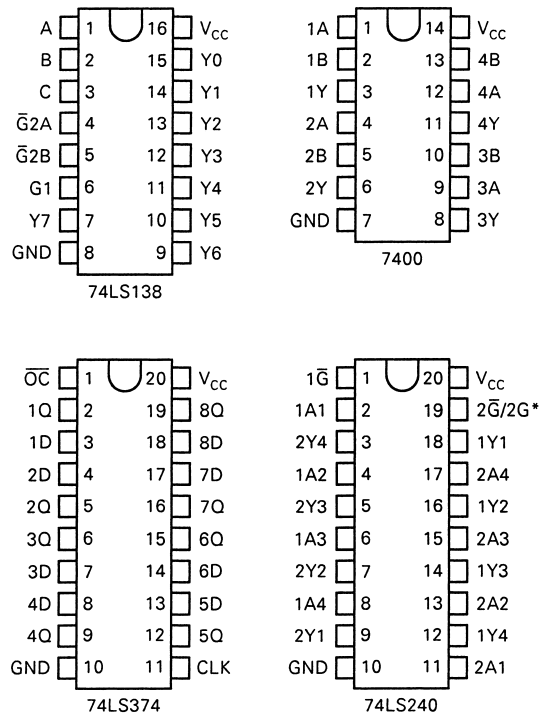 A 1 16 V_CC 1A 1 14 V_CC
B 2 15 Y0 1B 2 13 4B
C 3 14 Y1 1Y 3 12 4A
G̅2A 4 13 Y2 2A 4 11 4Y
G̅2B 5 12 Y3 2B 5 10 3B
G1 6 11 Y4 2Y 6 9 3A
Y7 7 10 Y5 GND 7 8 3Y
GND 8 9 Y6
7400
74LS138
O̅C̅ 1 20 V_CC 1G̅ 1 20 V_CC
1Q 2 19 8Q 1A1 2 19 2G̅/2G*
1D 3 18 8D 2Y4 3 18 1Y1
2D 4 17 7D 1A2 4 17 2A4
2Q 5 16 7Q 2Y3 5 16 1Y2
3Q 6 15 6Q 1A3 6 15 2A3
3D 7 14 6D 2Y2 7 14 1Y3
4D 8 13 5D 1A4 8 13 2A2
4Q 9 12 5Q 2Y1 9 12 1Y4
GND 10 11 CLK GND 10 11 2A1
74LS374 74LS240